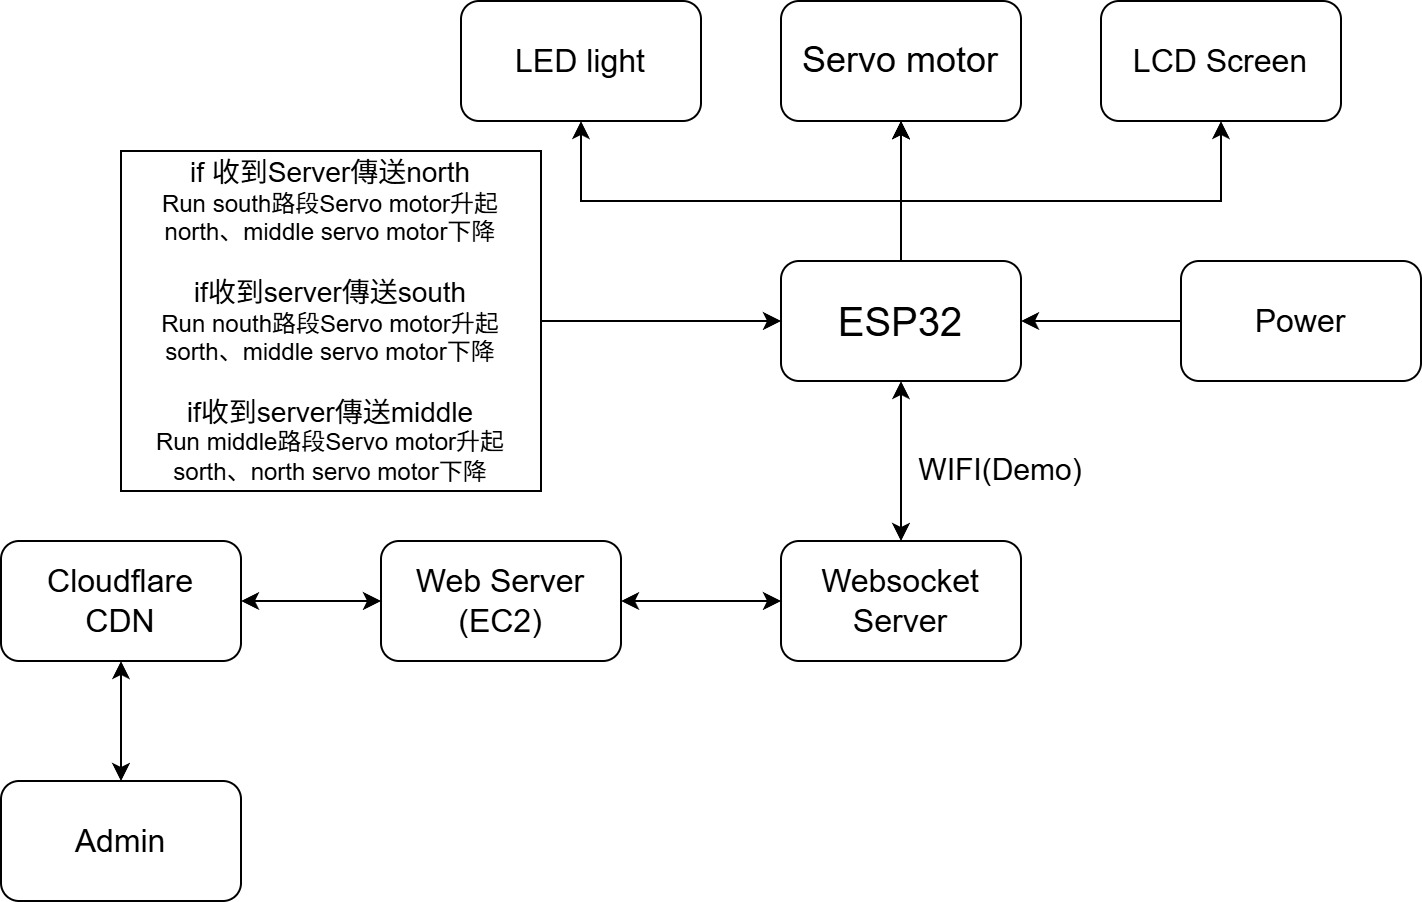 LED light
Servo motor
LCD Screen
if 收到Server傳送north
Run south路段Servo motor升起
north、middle servo motor下降
if收到server傳送south
Run nouth路段Servo motor升起
sorth、middle servo motor下降
if收到server傳送middle
Run middle路段Servo motor升起
sorth、north servo motor下降
ESP32
Power
WIFI(Demo)
Cloudflare
CDN
Web Server
(EC2)
Websocket
Server
Admin